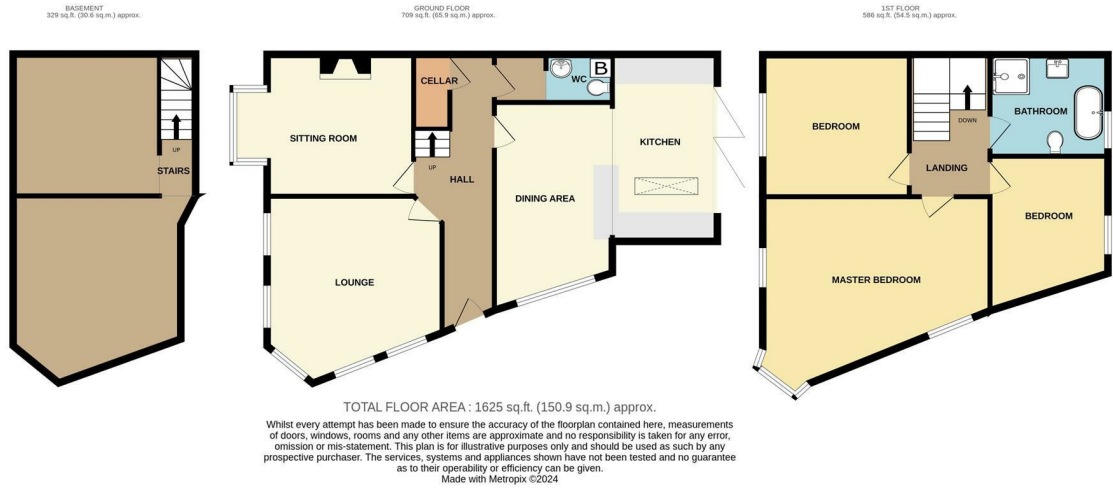 BASEMENT
329 sq.ft. (30.6 sq.m.) approx.
GROUND FLOOR
709 sq.ft. (65.9 sq.m.) approx.
1ST FLOOR
586 sq.ft. (54.5 sq.m.) approx.
UP
STAIRS
SITTING ROOM
CELLAR
UP
HALL
LOUNGE
WC
B
DINING AREA
KITCHEN
BEDROOM
DOWN
LANDING
BATHROOM
BEDROOM
MASTER BEDROOM
TOTAL FLOOR AREA : 1625 sq.ft. (150.9 sq.m.) approx.
Whilst every attempt has been made to ensure the accuracy of the floorplan contained here, measurements
of doors, windows, rooms and any other items are approximate and no responsibility is taken for any error,
omission or mis-statement. This plan is for illustrative purposes only and should be used as such by any
prospective purchaser. The services, systems and appliances shown have not been tested and no guarantee
as to their operability or efficiency can be given.
Made with Metropix ©2024